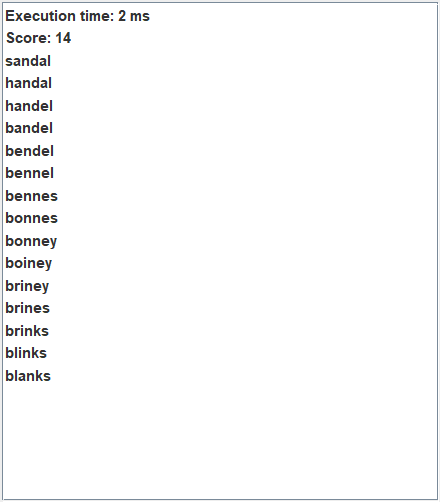 Execution time: 2 ms
Score: 14
sandal
handal
handel
bandel
bendel
bennel
bennes
bonnes
bonney
boiney
briney
brines
brinks
blinks
blanks